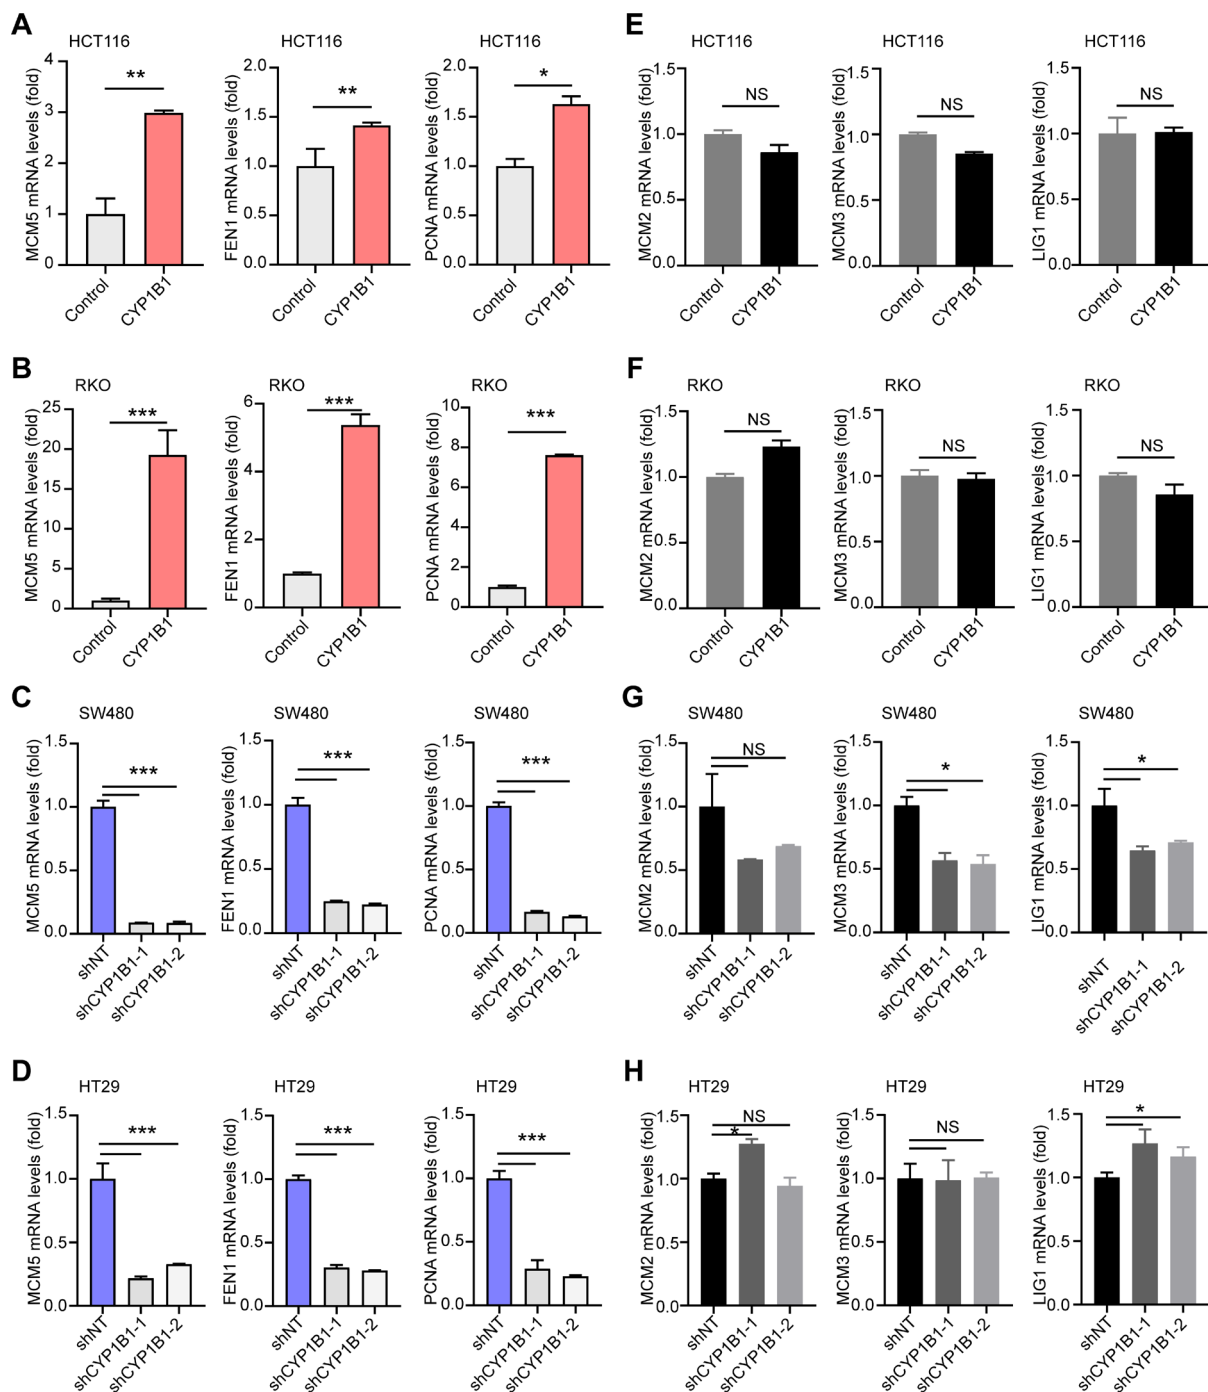 A
HCT116
MCM5 mRNA levels (fold)
4
3
2
1
0
**
Control
CYP1B1
HCT116
FEN1 mRNA levels (fold)
2.0
1.5
1.0
0.5
0.0
**
Control
CYP1B1
HCT116
PCNA mRNA levels (fold)
2.0
1.5
1.0
0.5
0.0
*
Control
CYP1B1
E
HCT116
MCM2 mRNA levels (fold)
1.5
1.0
0.5
0.0
NS
Control
CYP1B1
HCT116
MCM3 mRNA levels (fold)
1.5
1.0
0.5
0.0
NS
Control
CYP1B1
HCT116
LIG1 mRNA levels (fold)
1.5
1.0
0.5
0.0
NS
Control
CYP1B1
B
RKO
MCM5 mRNA levels (fold)
25
20
15
10
5
0
***
Control
CYP1B1
RKO
FEN1 mRNA levels (fold)
6
4
2
0
***
Control
CYP1B1
RKO
PCNA mRNA levels (fold)
10
8
6
4
2
0
***
Control
CYP1B1
F
RKO
MCM2 mRNA levels (fold)
1.5
1.0
0.5
0.0
NS
Control
CYP1B1
RKO
MCM3 mRNA levels (fold)
1.5
1.0
0.5
0.0
NS
Control
CYP1B1
RKO
LIG1 mRNA levels (fold)
1.5
1.0
0.5
0.0
NS
Control
CYP1B1
C
SW480
MCM5 mRNA levels (fold)
1.5
1.0
0.5
0.0
***
shNT
shCYP1B1-1
shCYP1B1-2
SW480
FEN1 mRNA levels (fold)
1.5
1.0
0.5
0.0
***
shNT
shCYP1B1-1
shCYP1B1-2
SW480
PCNA mRNA levels (fold)
1.5
1.0
0.5
0.0
***
shNT
shCYP1B1-1
shCYP1B1-2
G
SW480
MCM2 mRNA levels (fold)
1.5
1.0
0.5
0.0
NS
shNT
shCYP1B1-1
shCYP1B1-2
SW480
MCM3 mRNA levels (fold)
1.5
1.0
0.5
0.0
*
shNT
shCYP1B1-1
shCYP1B1-2
SW480
LIG1 mRNA levels (fold)
1.5
1.0
0.5
0.0
*
shNT
shCYP1B1-1
shCYP1B1-2
D
HT29
MCM5 mRNA levels (fold)
1.5
1.0
0.5
0.0
***
shNT
shCYP1B1-1
shCYP1B1-2
HT29
FEN1 mRNA levels (fold)
1.5
1.0
0.5
0.0
***
shNT
shCYP1B1-1
shCYP1B1-2
HT29
PCNA mRNA levels (fold)
1.5
1.0
0.5
0.0
***
shNT
shCYP1B1-1
shCYP1B1-2
H
HT29
MCM2 mRNA levels (fold)
1.5
1.0
0.5
0.0
NS
*
shNT
shCYP1B1-1
shCYP1B1-2
HT29
MCM3 mRNA levels (fold)
1.5
1.0
0.5
0.0
NS
shNT
shCYP1B1-1
shCYP1B1-2
HT29
LIG1 mRNA levels (fold)
1.5
1.0
0.5
0.0
*
shNT
shCYP1B1-1
shCYP1B1-2